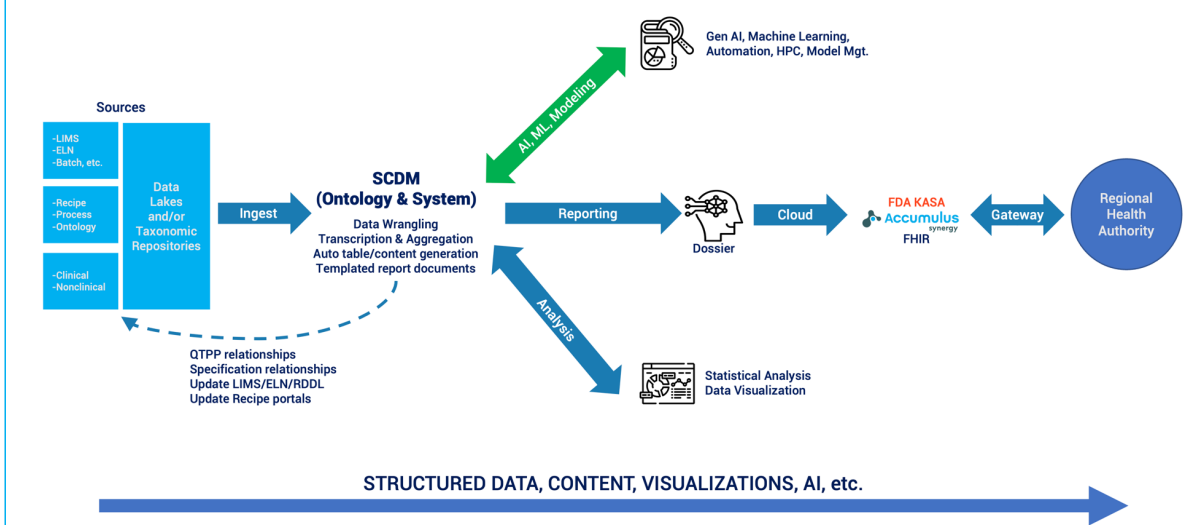 Sources
-LIMS
-ELN
-Batch, etc.
-Recipe
-Process
-Ontology
-Clinical
-Nonclinical
Data
Lakes
and/or
Taxonomic
Repositories
Ingest
SCDM
(Ontology & System)
Data Wrangling
Transcription & Aggregation
Auto table/content generation
Templated report documents
QTPP relationships
Specification relationships
Update LIMS/ELN/RDDL
Update Recipe portals
AI, ML, Modeling
Gen AI, Machine Learning,
Automation, HPC, Model Mgt.
Reporting
Dossier
Cloud
FDA KASA
Accumulus
synergy
FHIR
Gateway
Regional
Health
Authority
Analysis
Statistical Analysis
Data Visualization
STRUCTURED DATA, CONTENT, VISUALIZATIONS, AI, etc.